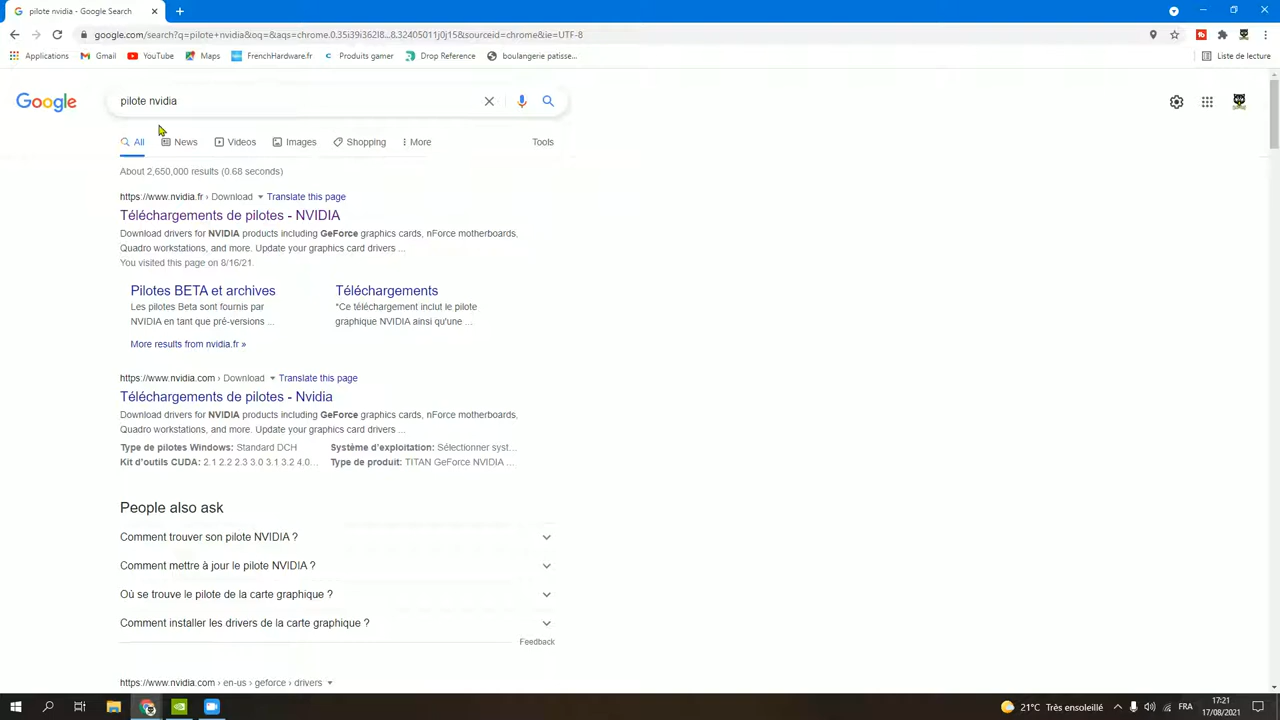 pilote nvidia - Google Search
google.com/search?q=pilote+nvidia&oq=&aqs=chrome.0.35i39i362l8...8.32405011j0j15&sourceid=chrome&ie=UTF-8
Applications
Gmail
YouTube
Maps
FrenchHardware.fr
Produits gamer
Drop Reference
boulangerie patisse...
Liste de lecture
Google
pilote nvidia
All
News
Videos
Images
Shopping
More
Tools
About 2,650,000 results (0.68 seconds)
https://www.nvidia.fr › Download
Translate this page
Téléchargements de pilotes - NVIDIA
Download drivers for NVIDIA products including GeForce graphics cards, nForce motherboards,
Quadro workstations, and more. Update your graphics card drivers ...
You visited this page on 8/16/21.
Pilotes BETA et archives
Les pilotes Beta sont fournis par
NVIDIA en tant que pré-versions ...
Téléchargements
*Ce téléchargement inclut le pilote
graphique NVIDIA ainsi qu'une ...
More results from nvidia.fr »
https://www.nvidia.com › Download
Translate this page
Téléchargements de pilotes - Nvidia
Download drivers for NVIDIA products including GeForce graphics cards, nForce motherboards,
Quadro workstations, and more. Update your graphics card drivers ...
Type de pilotes Windows: Standard DCH
Système d'exploitation: Sélectionner syst...
Kit d'outils CUDA: 2.1 2.2 2.3 3.0 3.1 3.2 4.0...
Type de produit: TITAN GeForce NVIDIA ...
People also ask
Comment trouver son pilote NVIDIA ?
Comment mettre à jour le pilote NVIDIA ?
Où se trouve le pilote de la carte graphique ?
Comment installer les drivers de la carte graphique ?
Feedback
https://www.nvidia.com › en-us › geforce › drivers
21°C Très ensoleillé
FRA
17:21
17/08/2021